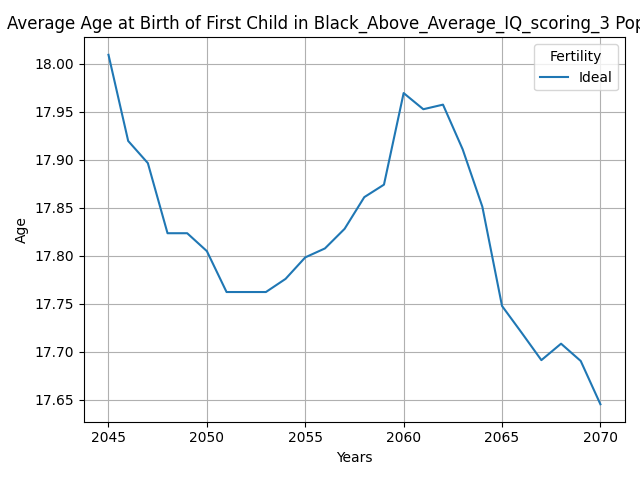 Average Age at Birth of First Child in Black_Above_Average_IQ_scoring_3 Pop
Fertility
Ideal
18.00
17.95
17.90
17.85
17.80
17.75
17.70
17.65
Age
2045 2050 2055 2060 2065 2070
Years